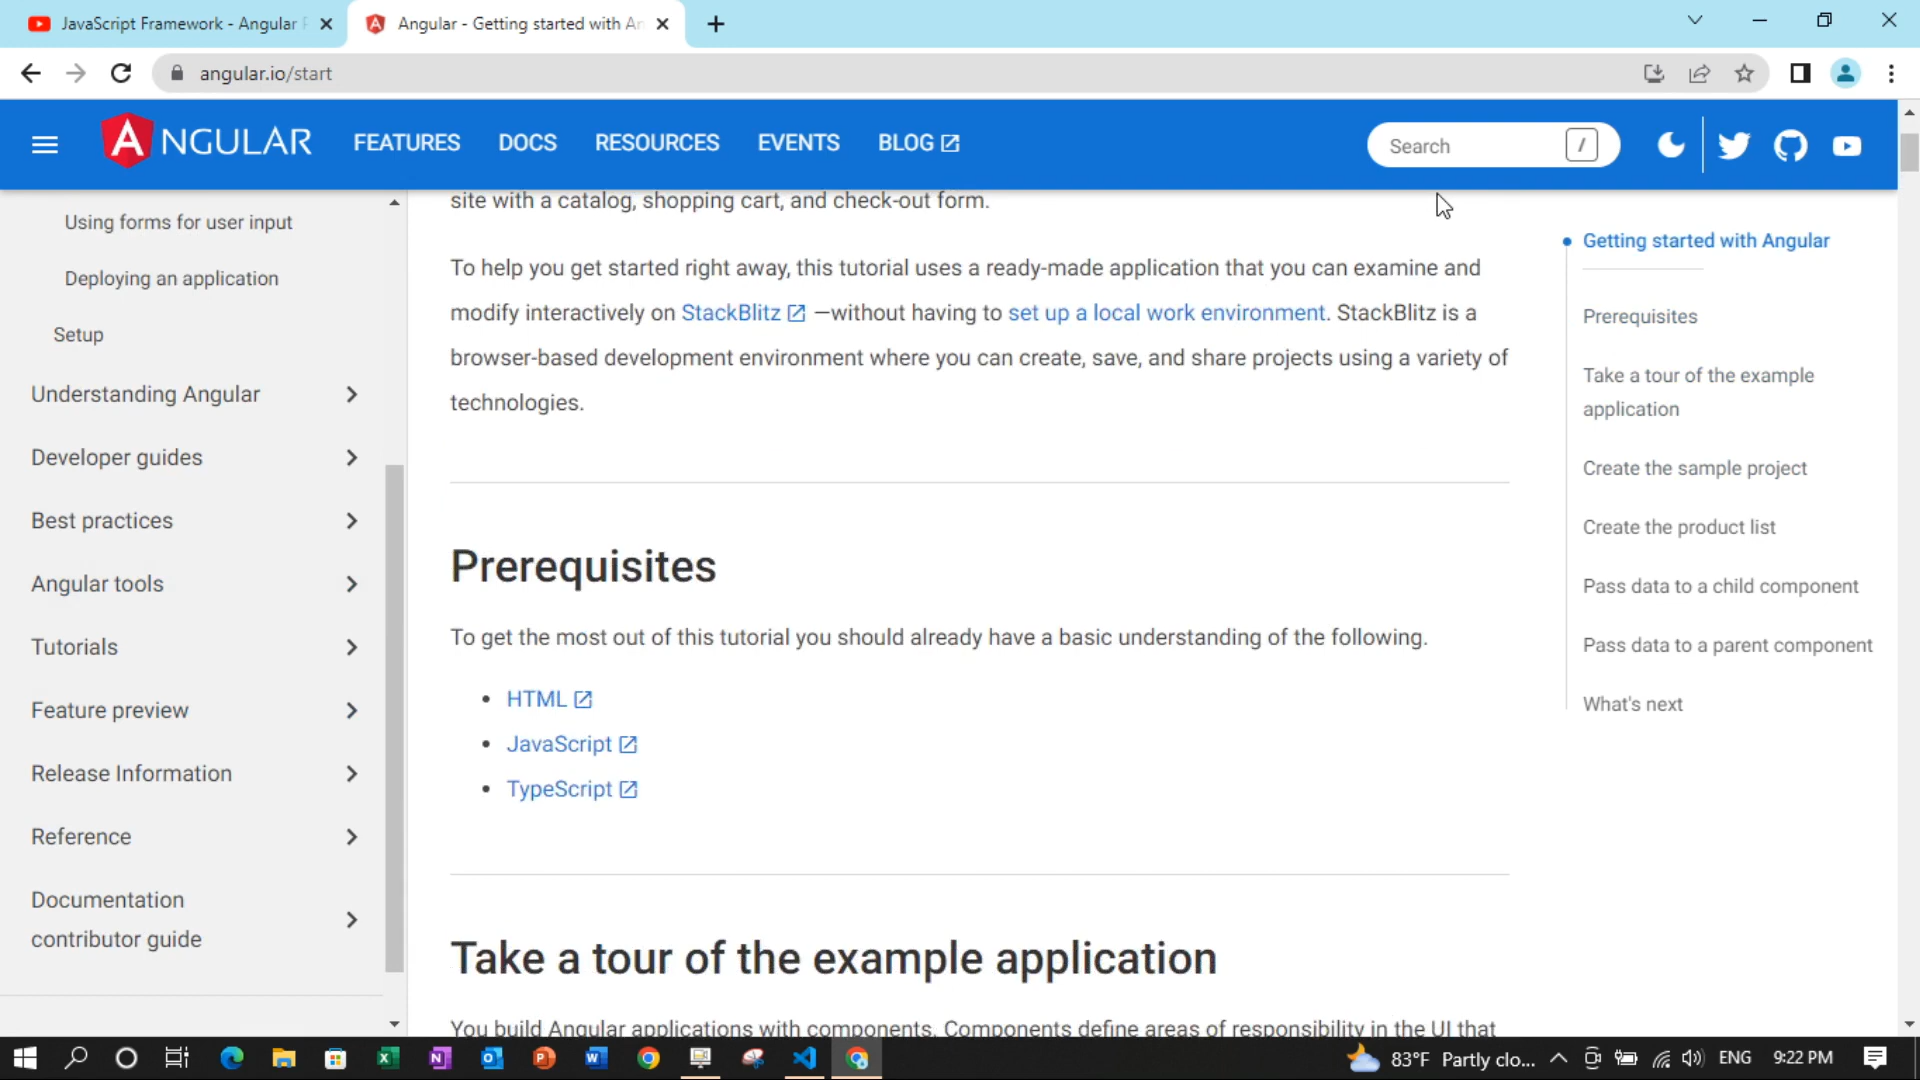 JavaScript Framework - Angular
Angular - Getting started with An
angular.io/start
ANGULAR
FEATURES
DOCS
RESOURCES
EVENTS
BLOG
Search
/
Using forms for user input
Deploying an application
Setup
Understanding Angular
Developer guides
Best practices
Angular tools
Tutorials
Feature preview
Release Information
Reference
Documentation
contributor guide
site with a catalog, shopping cart, and check-out form.
To help you get started right away, this tutorial uses a ready-made application that you can examine and
modify interactively on StackBlitz —without having to set up a local work environment. StackBlitz is a
browser-based development environment where you can create, save, and share projects using a variety of
technologies.
Prerequisites
To get the most out of this tutorial you should already have a basic understanding of the following.
• HTML
• JavaScript
• TypeScript
Take a tour of the example application
You build Angular applications with components. Components define areas of responsibility in the UI that
Getting started with Angular
Prerequisites
Take a tour of the example
application
Create the sample project
Create the product list
Pass data to a child component
Pass data to a parent component
What's next
83°F Partly clo...
ENG
9:22 PM